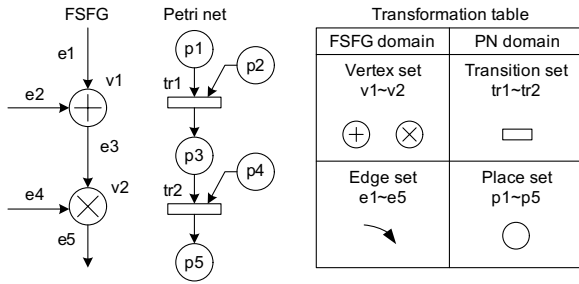 FSFG
Petri net
Transformation table
e1
v1
e2
e3
e4
v2
e5
p1
p2
tr1
p3
p4
tr2
p5
FSFG domain
PN domain
Vertex set
v1~v2
Transition set
tr1~tr2
Edge set
e1~e5
Place set
p1~p5